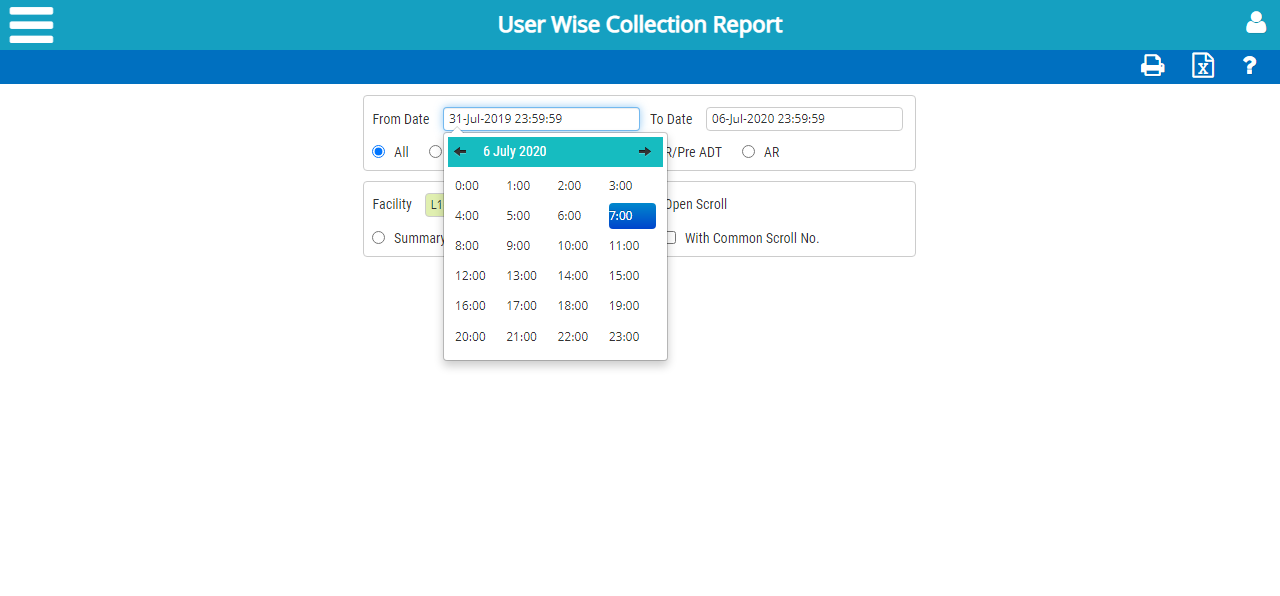 User Wise Collection Report
?
From Date 31-Jul-2019 23:59:59 To Date 06-Jul-2020 23:59:59
All R/Pre ADT AR
6 July 2020
0:00 1:00 2:00 3:00
Facility L1 Open Scroll
4:00 5:00 6:00 7:00
Summary With Common Scroll No.
8:00 9:00 10:00 11:00
12:00 13:00 14:00 15:00
16:00 17:00 18:00 19:00
20:00 21:00 22:00 23:00